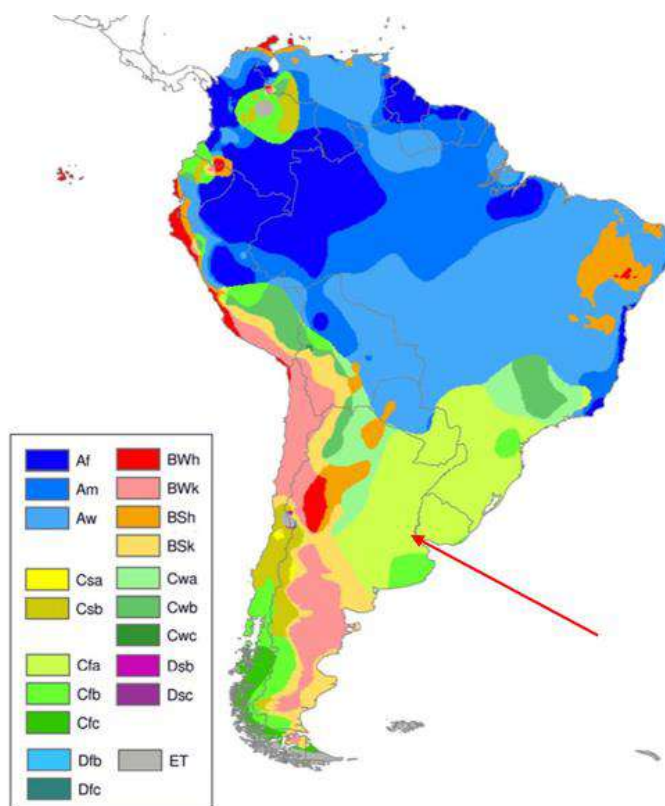 Af BWh
Am BWk
Aw BSh
BSk
Csa Cwa
Csb Cwb
Cwc
Cfa Dsb
Cfb Dsc
Cfc
Dfb ET
Dfc